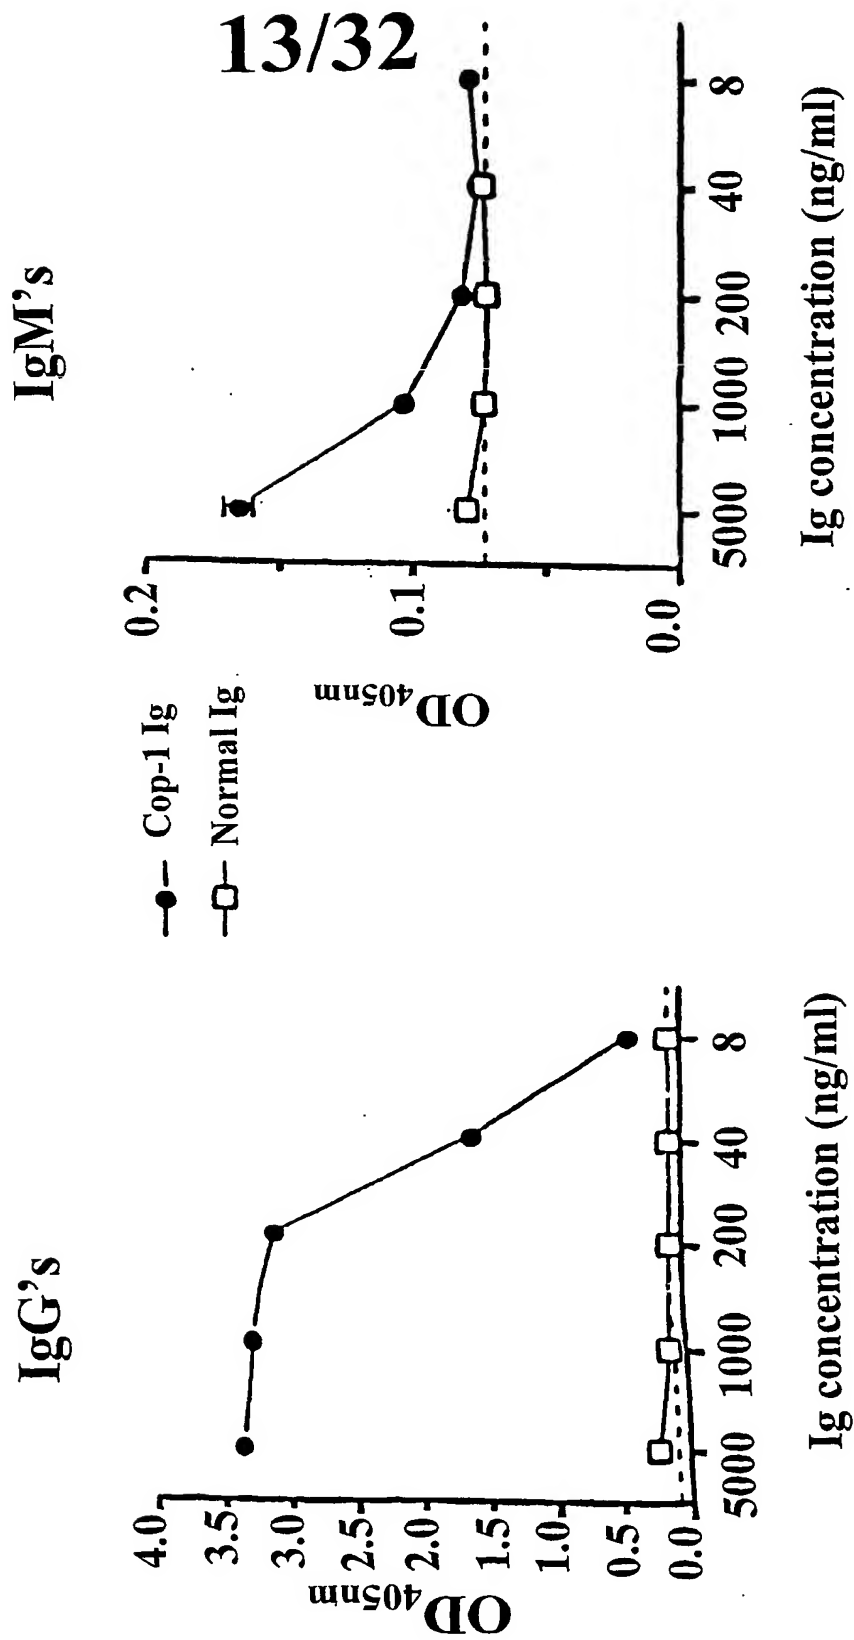 13/32
IgG's
OD405nm
4.0
3.5
3.0
2.5
2.0
1.5
1.0
0.5
0.0
5000 1000 200 40 8
Ig concentration (ng/ml)
Cop-1 Ig
Normal Ig
IgM's
OD405nm
0.2
0.1
0.0
5000 1000 200 40 8
Ig concentration (ng/ml)